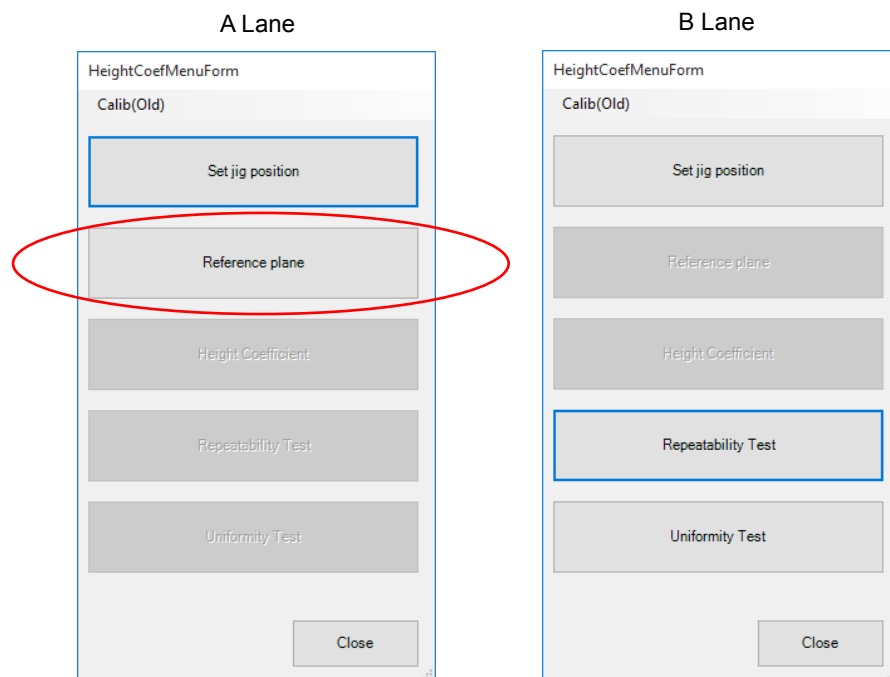 A Lane
HeightCoefMenuForm
Calib(Old)
Set jig position
Reference plane
Height Coefficient
Repeatability Test
Uniformity Test
Close
B Lane
HeightCoefMenuForm
Calib(Old)
Set jig position
Reference plane
Height Coefficient
Repeatability Test
Uniformity Test
Close